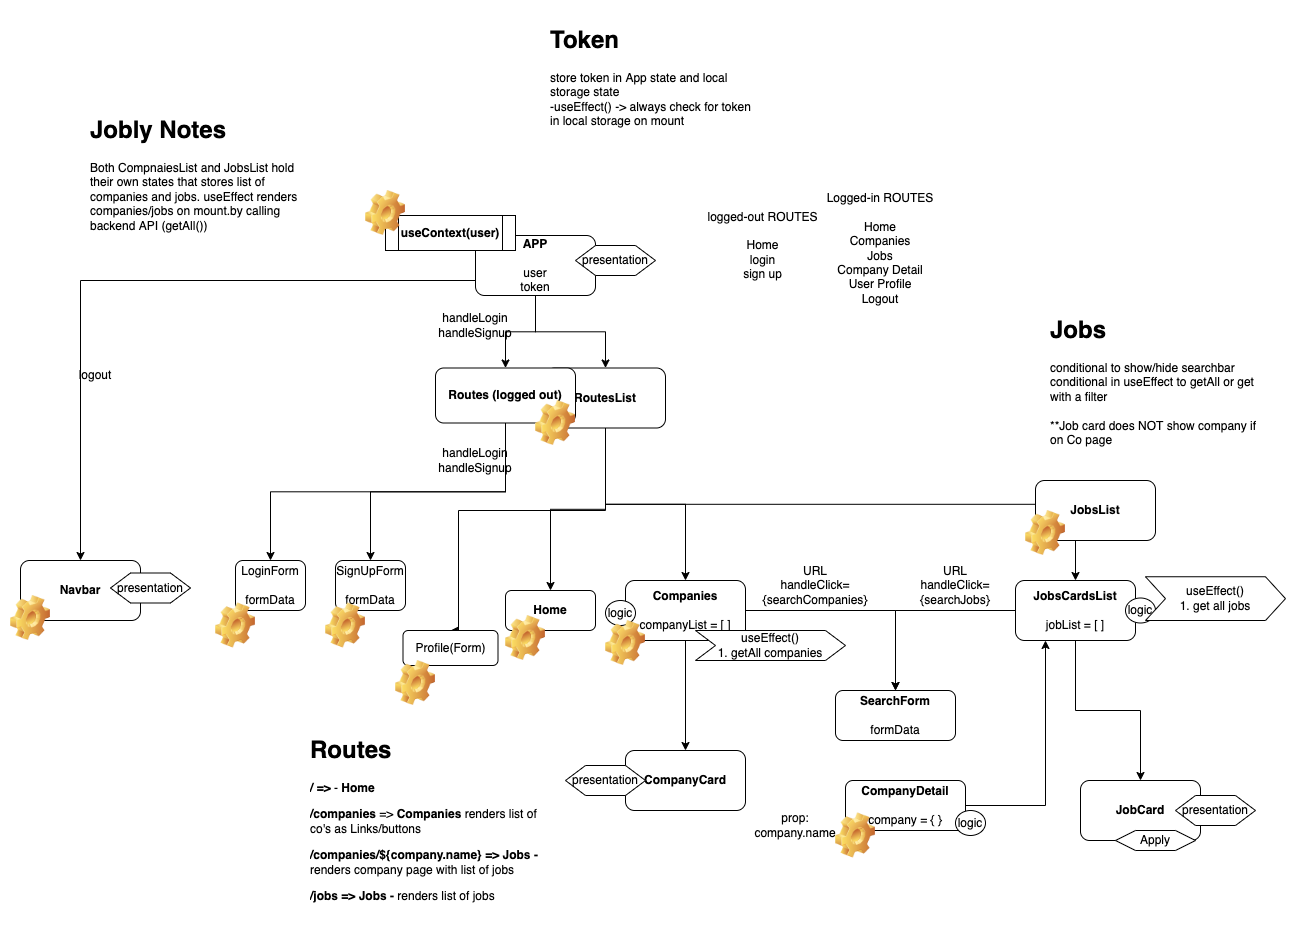 Token
store token in App state and local
storage state
-useEffect() -> always check for token
in local storage on mount
Jobly Notes
Both CompnaiesList and JobsList hold
their own states that stores list of
companies and jobs. useEffect renders
companies/jobs on mount.by calling
backend API (getAll())
useContext(user)
APP
user
token
presentation
logged-out ROUTES
Home
login
sign up
Logged-in ROUTES
Home
Companies
Jobs
Company Detail
User Profile
Logout
handleLogin
handleSignup
logout
Routes (logged out)
RoutesList
handleLogin
handleSignup
Jobs
conditional to show/hide searchbar
conditional in useEffect to getAll or get
with a filter
**Job card does NOT show company if
on Co page
JobsList
Navbar
presentation
LoginForm
formData
SignUpForm
formData
Profile(Form)
Home
Companies
companyList = [ ]
logic
useEffect()
1. getAll companies
URL
handleClick=
{searchCompanies}
URL
handleClick=
{searchJobs}
JobsCardsList
jobList = [ ]
logic
useEffect()
1. get all jobs
SearchForm
formData
presentation
CompanyCard
CompanyDetail
company = { }
logic
prop:
company.name
JobCard
presentation
Apply
Routes
/ => - Home
/companies => Companies renders list of
co's as Links/buttons
/companies/${company.name} => Jobs -
renders company page with list of jobs
/jobs => Jobs - renders list of jobs